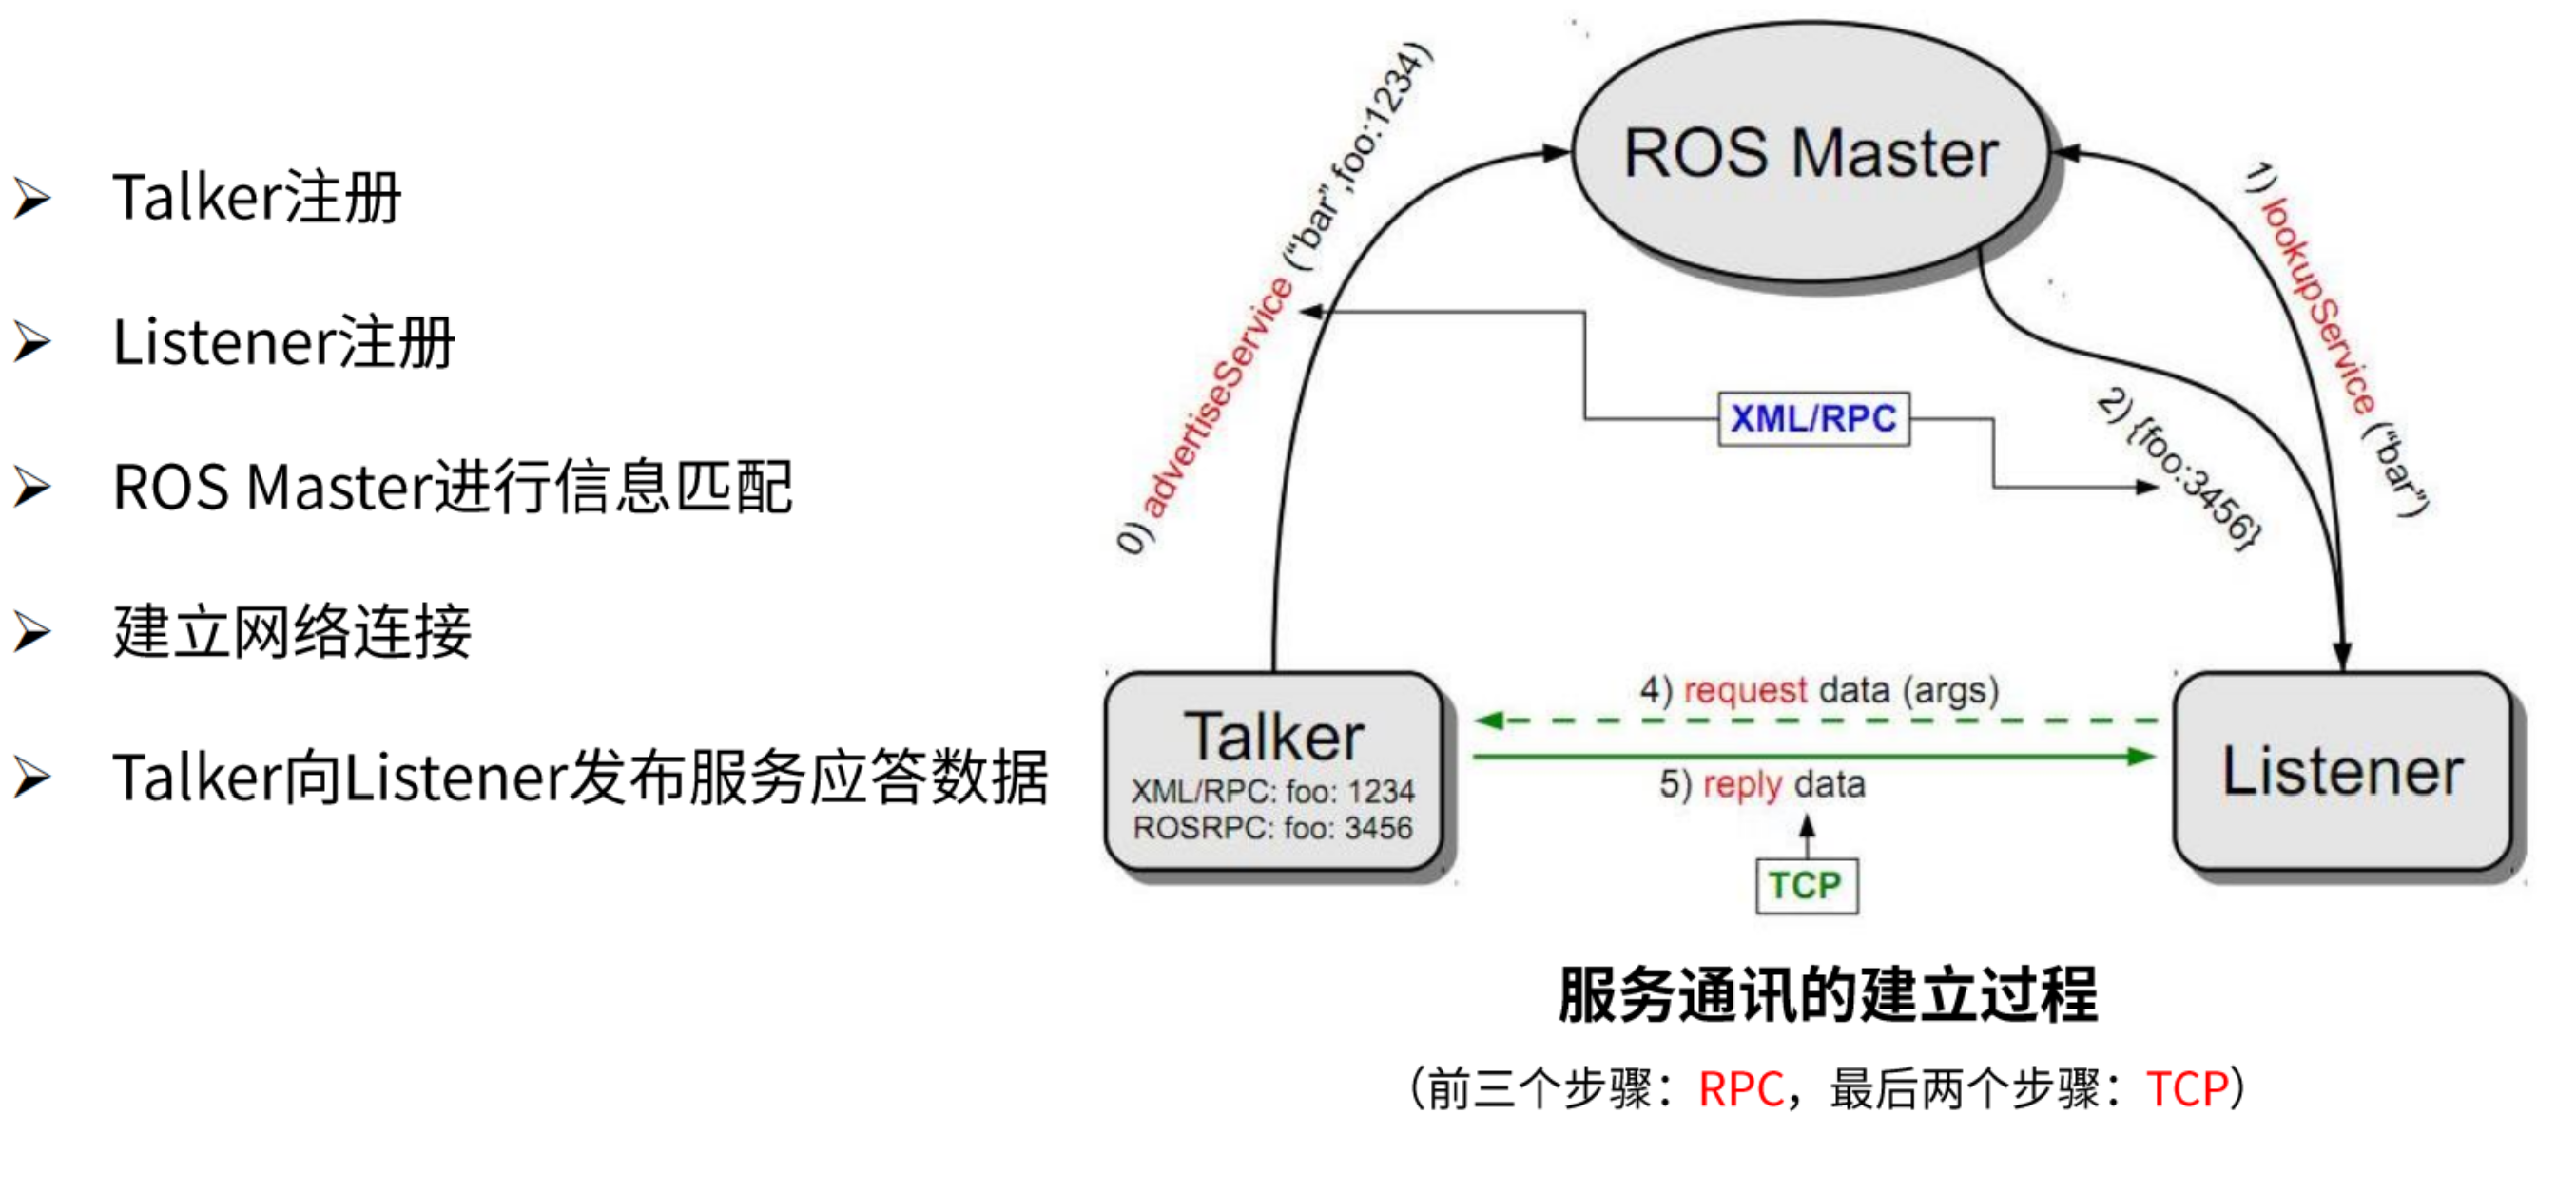 Talker注册
Listener注册
ROS Master进行信息匹配
建立网络连接
Talker向Listener发布服务应答数据
ROS Master
0) advertiseService (“bar”,foo:1234)
1) lookupService (“bar”)
XML/RPC
2) {foo:3456}
Talker
XML/RPC: foo: 1234
ROSRPC: foo: 3456
4) request data (args)
5) reply data
TCP
Listener
服务通讯的建立过程
（前三个步骤：RPC，最后两个步骤：TCP）